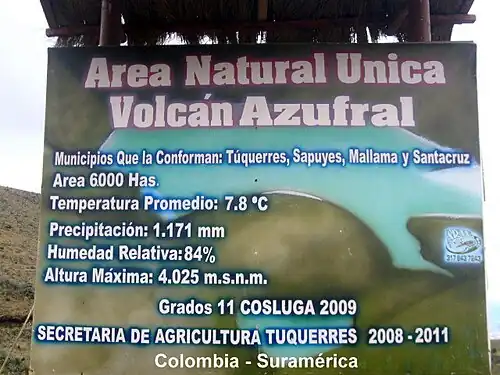 Area Natural Unica
Volcán Azufral
Municipios Que la Conforman: Túquerres, Sapuyes, Mallama y Santacruz
Area 6000 Has.
Temperatura Promedio: 7.8 °C
Precipitación: 1.171 mm
Humedad Relativa: 84%
Altura Máxima: 4.025 m.s.n.m.
Grados 11 COSLUGA 2009
SECRETARIA DE AGRICULTURA TUQUERRES 2008 - 2011
Colombia - Suramérica